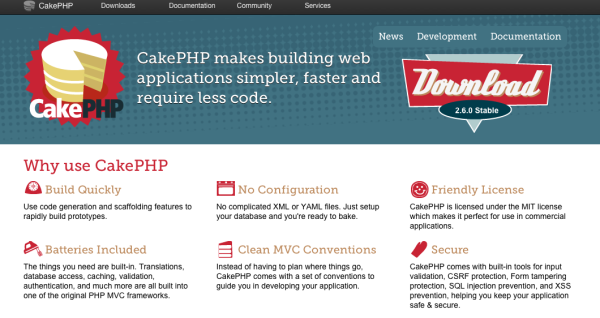 CakePHP Downloads Documentation Community Services
News Development Documentation
CakePHP makes building web
applications simpler, faster and
require less code.
CakePHP
Download
2.6.0 Stable
Why use CakePHP
Build Quickly
Use code generation and scaffolding features to
rapidly build prototypes.
No Configuration
No complicated XML or YAML files. Just setup
your database and you're ready to bake.
Friendly License
CakePHP is licensed under the MIT license
which makes it perfect for use in commercial
applications.
Batteries Included
The things you need are built-in. Translations,
database access, caching, validation,
authentication, and much more are all built into
one of the original PHP MVC frameworks.
Clean MVC Conventions
Instead of having to plan where things go,
CakePHP comes with a set of conventions to
guide you in developing your application.
Secure
CakePHP comes with built-in tools for input
validation, CSRF protection, Form tampering
protection, SQL injection prevention, and XSS
prevention, helping you keep your application
safe & secure.